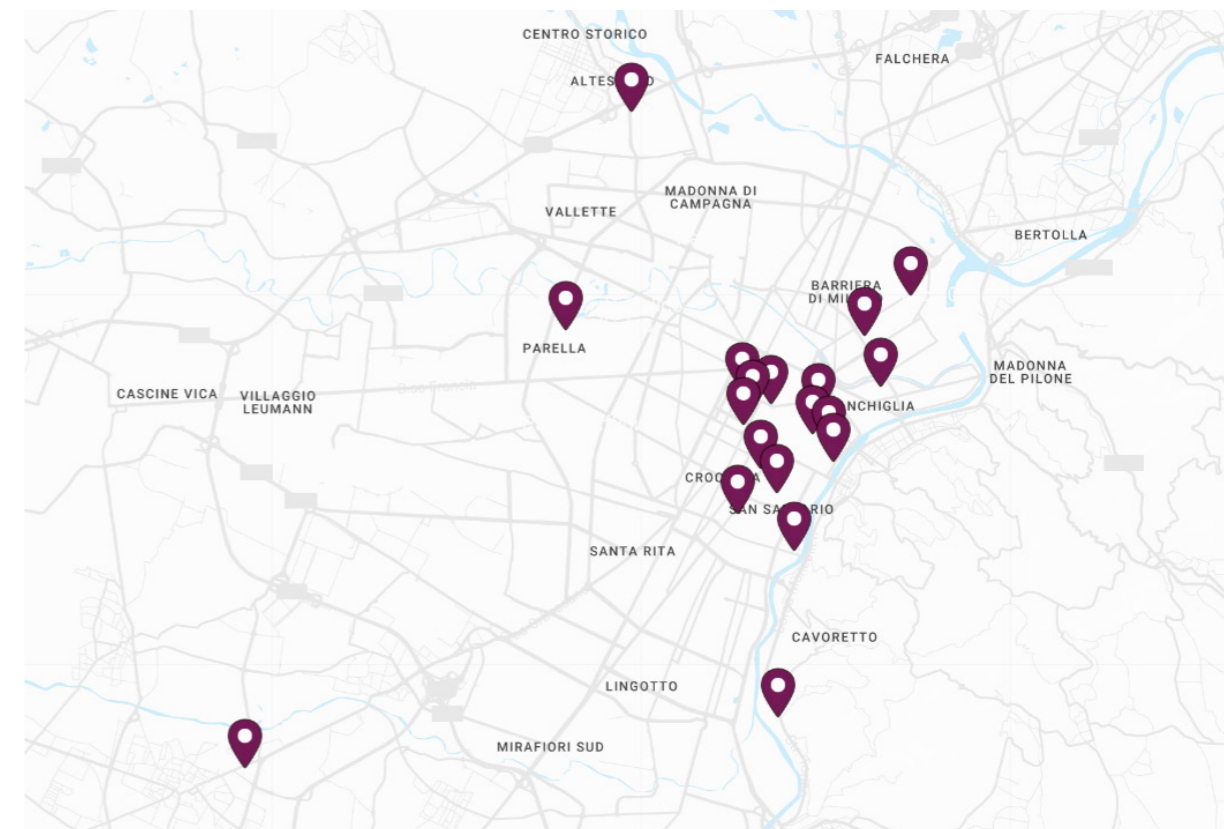 CENTRO STORICO
FALCHERA
MADONNA DI
CAMPAGNA
VALLETTE
BERTOLLA
BARRIERA
PARELLA
MADONNA
DEL PILONE
CASCINE VICA
VILLAGGIO
LEUMANN
SANTA RITA
CAVORETTO
LINGOTTO
MIRAFIORI SUD